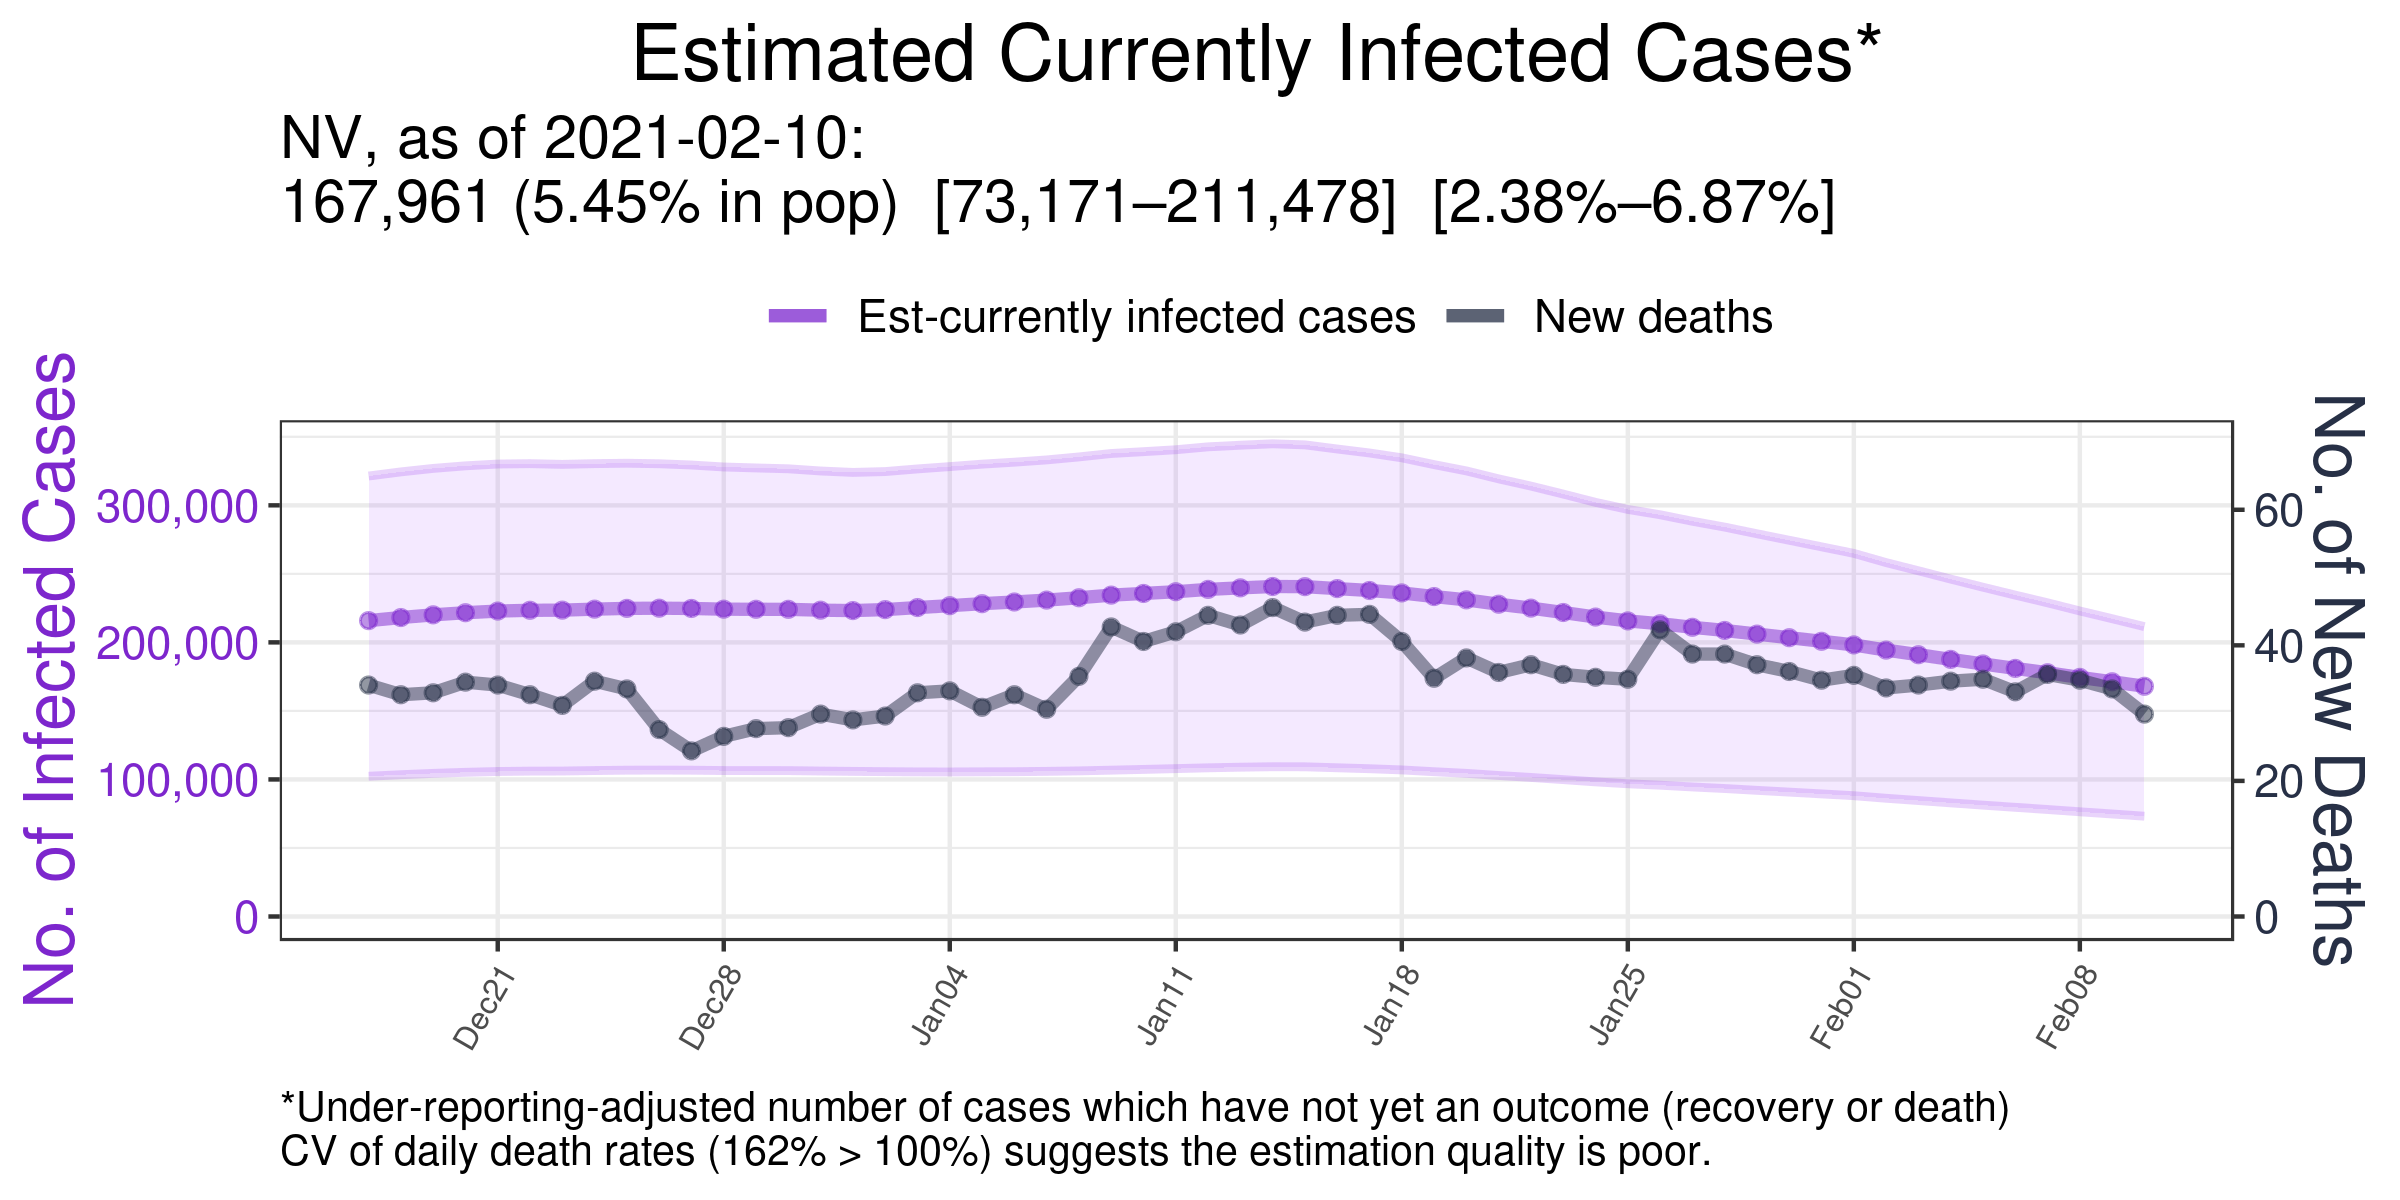 Estimated Currently Infected Cases*
NV, as of 2021-02-10:
167,961 (5.45% in pop)  [73,171–211,478]  [2.38%–6.87%]
Est-currently infected cases
New deaths
No. of Infected Cases
300,000
200,000
100,000
0
60
40
20
0
No. of New Deaths
Dec21
Dec28
Jan04
Jan11
Jan18
Jan25
Feb01
Feb08
*Under-reporting-adjusted number of cases which have not yet an outcome (recovery or death)
CV of daily death rates (162% > 100%) suggests the estimation quality is poor.